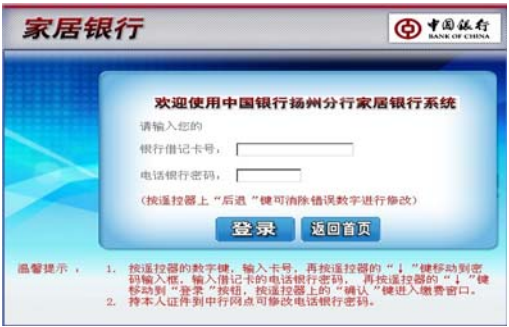 家居银行
中国银行
BANK OF CHINA
欢迎使用中国银行扬州分行家居银行系统
请输入您的
银行借记卡号:
电话银行密码:
(按遥控器上“后退 ”键可消除错误数字进行修改)
登录 返回首页
温馨提示 : 1. 按遥控器的数字键, 输入卡号, 再按遥控器的“↓ ”键移动到密
码输入框, 输入借记卡的电话银行密码, 再按遥控器的“↓ ”键
移动到“登录 ”按钮, 按遥控器上的“确认 ”键进入缴费窗口。
2. 持本人证件到中行网点可修改电话银行密码。